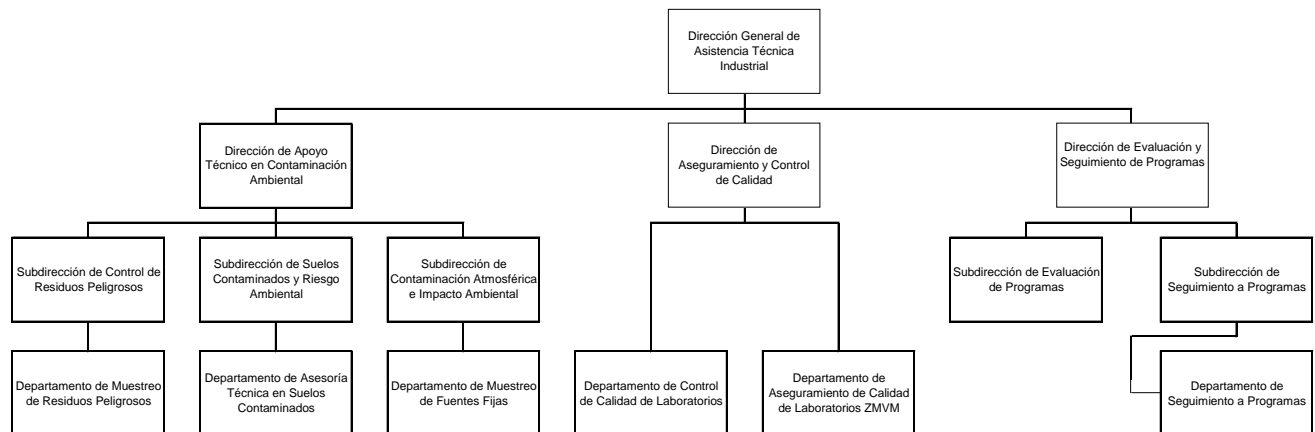 Dirección General de
Asistencia Técnica
Industrial
Dirección de Apoyo
Técnico en Contaminación
Ambiental
Dirección de
Aseguramiento y Control
de Calidad
Dirección de Evaluación y
Seguimiento de Programas
Subdirección de Control de
Residuos Peligrosos
Subdirección de Suelos
Contaminados y Riesgo
Ambiental
Subdirección de
Contaminación Atmosférica
e Impacto Ambiental
Subdirección de Evaluación
de Programas
Subdirección de
Seguimiento a Programas
Departamento de Muestreo
de Residuos Peligrosos
Departamento de Asesoría
Técnica en Suelos
Contaminados
Departamento de Muestreo
de Fuentes Fijas
Departamento de Control
de Calidad de Laboratorios
Departamento de
Aseguramiento de Calidad
de Laboratorios ZMVM
Departamento de
Seguimiento a Programas